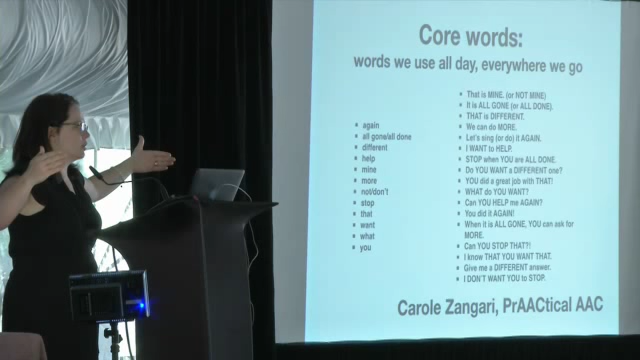 Core words:
words we use all day, everywhere we go
again
all gone/all done
different
help
mine
more
not/don't
stop
that
want
what
you
That is MINE. (or NOT MINE)
It is ALL GONE (or ALL DONE).
THAT is DIFFERENT.
We can do MORE.
Let's sing (or do) it AGAIN.
I WANT to HELP.
STOP when YOU are ALL DONE.
Do YOU WANT a DIFFERENT one?
YOU did a great job with THAT!
WHAT do YOU WANT?
Can YOU HELP me AGAIN?
You did it AGAIN!
When it is ALL GONE, YOU can ask for
MORE.
Can YOU STOP THAT?!
I know THAT YOU WANT THAT.
Give me a DIFFERENT answer.
I DON'T WANT YOU to STOP.
Carole Zangari, PrAACtical AAC